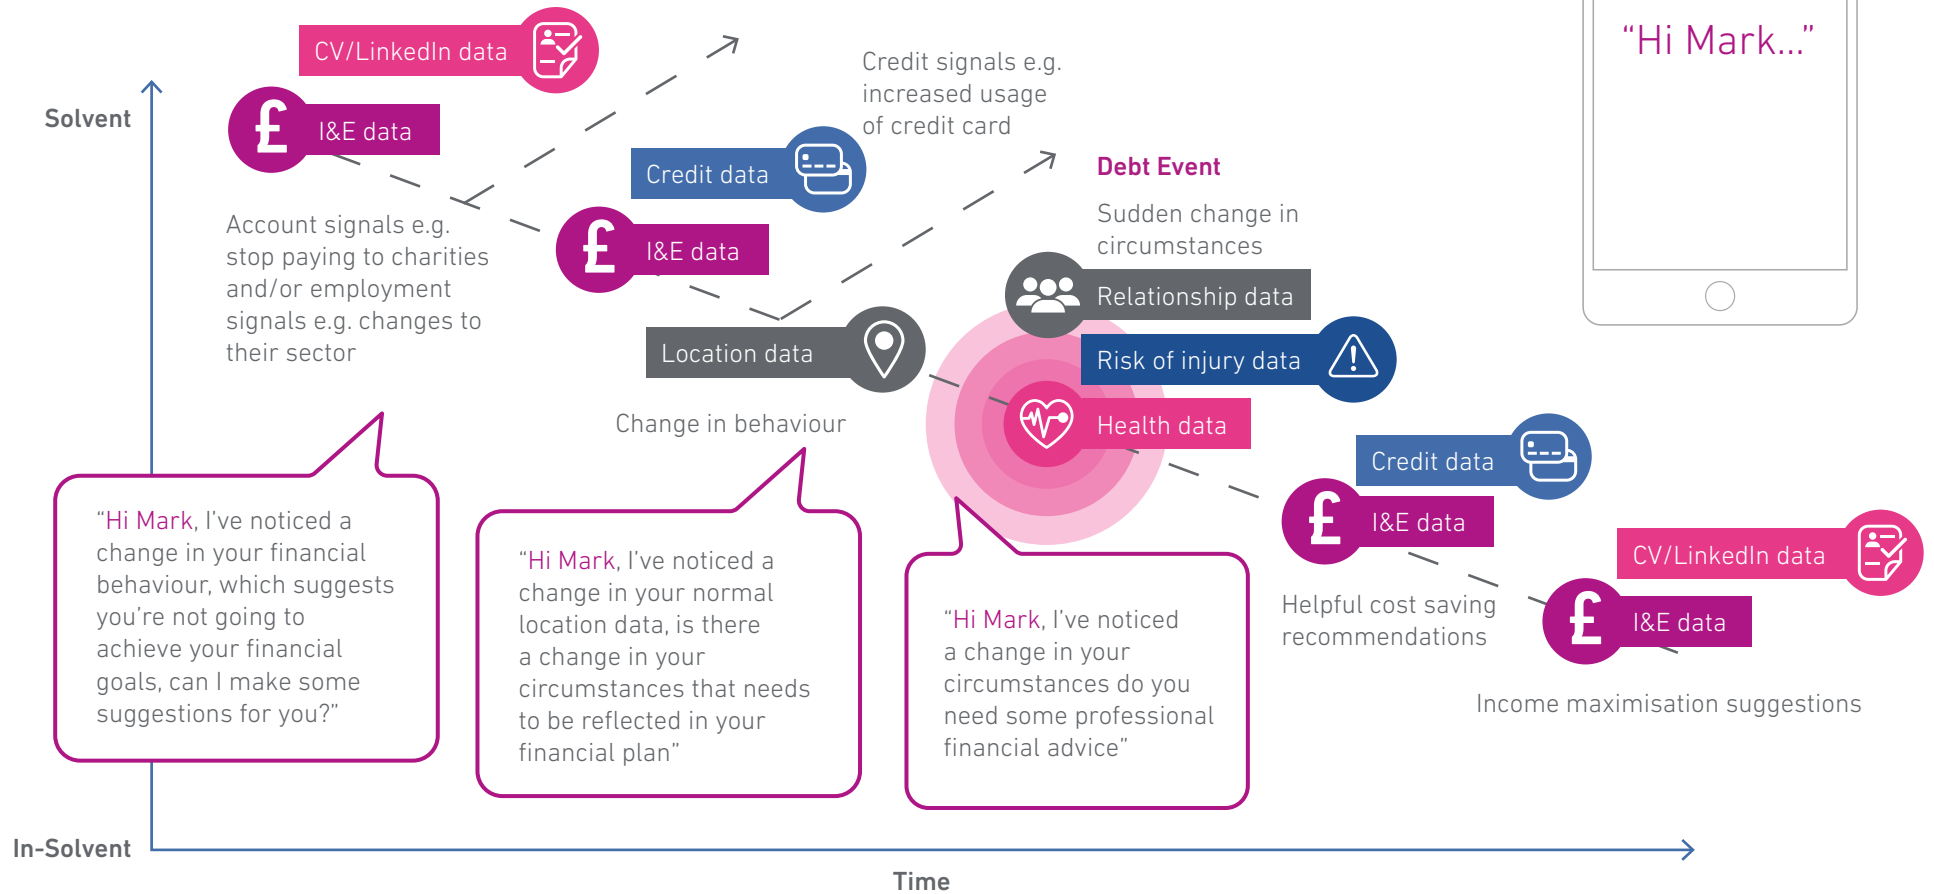 “Hi Mark...”
CV/LinkedIn data
Solvent
£
I&E data
Account signals e.g.
stop paying to charities
and/or employment
signals e.g. changes to
their sector
Credit signals e.g.
increased usage
of credit card
Credit data
£
I&E data
Location data
Change in behaviour
Debt Event
Sudden change in
circumstances
Relationship data
Risk of injury data
Health data
Credit data
£
I&E data
Helpful cost saving
recommendations
CV/LinkedIn data
£
I&E data
Income maximisation suggestions
“Hi Mark, I’ve noticed a
change in your financial
behaviour, which suggests
you’re not going to
achieve your financial
goals, can I make some
suggestions for you?”
“Hi Mark, I’ve noticed a
change in your normal
location data, is there
a change in your
circumstances that needs
to be reflected in your
financial plan”
“Hi Mark, I’ve noticed
a change in your
circumstances do you
need some professional
financial advice”
In-Solvent
Time